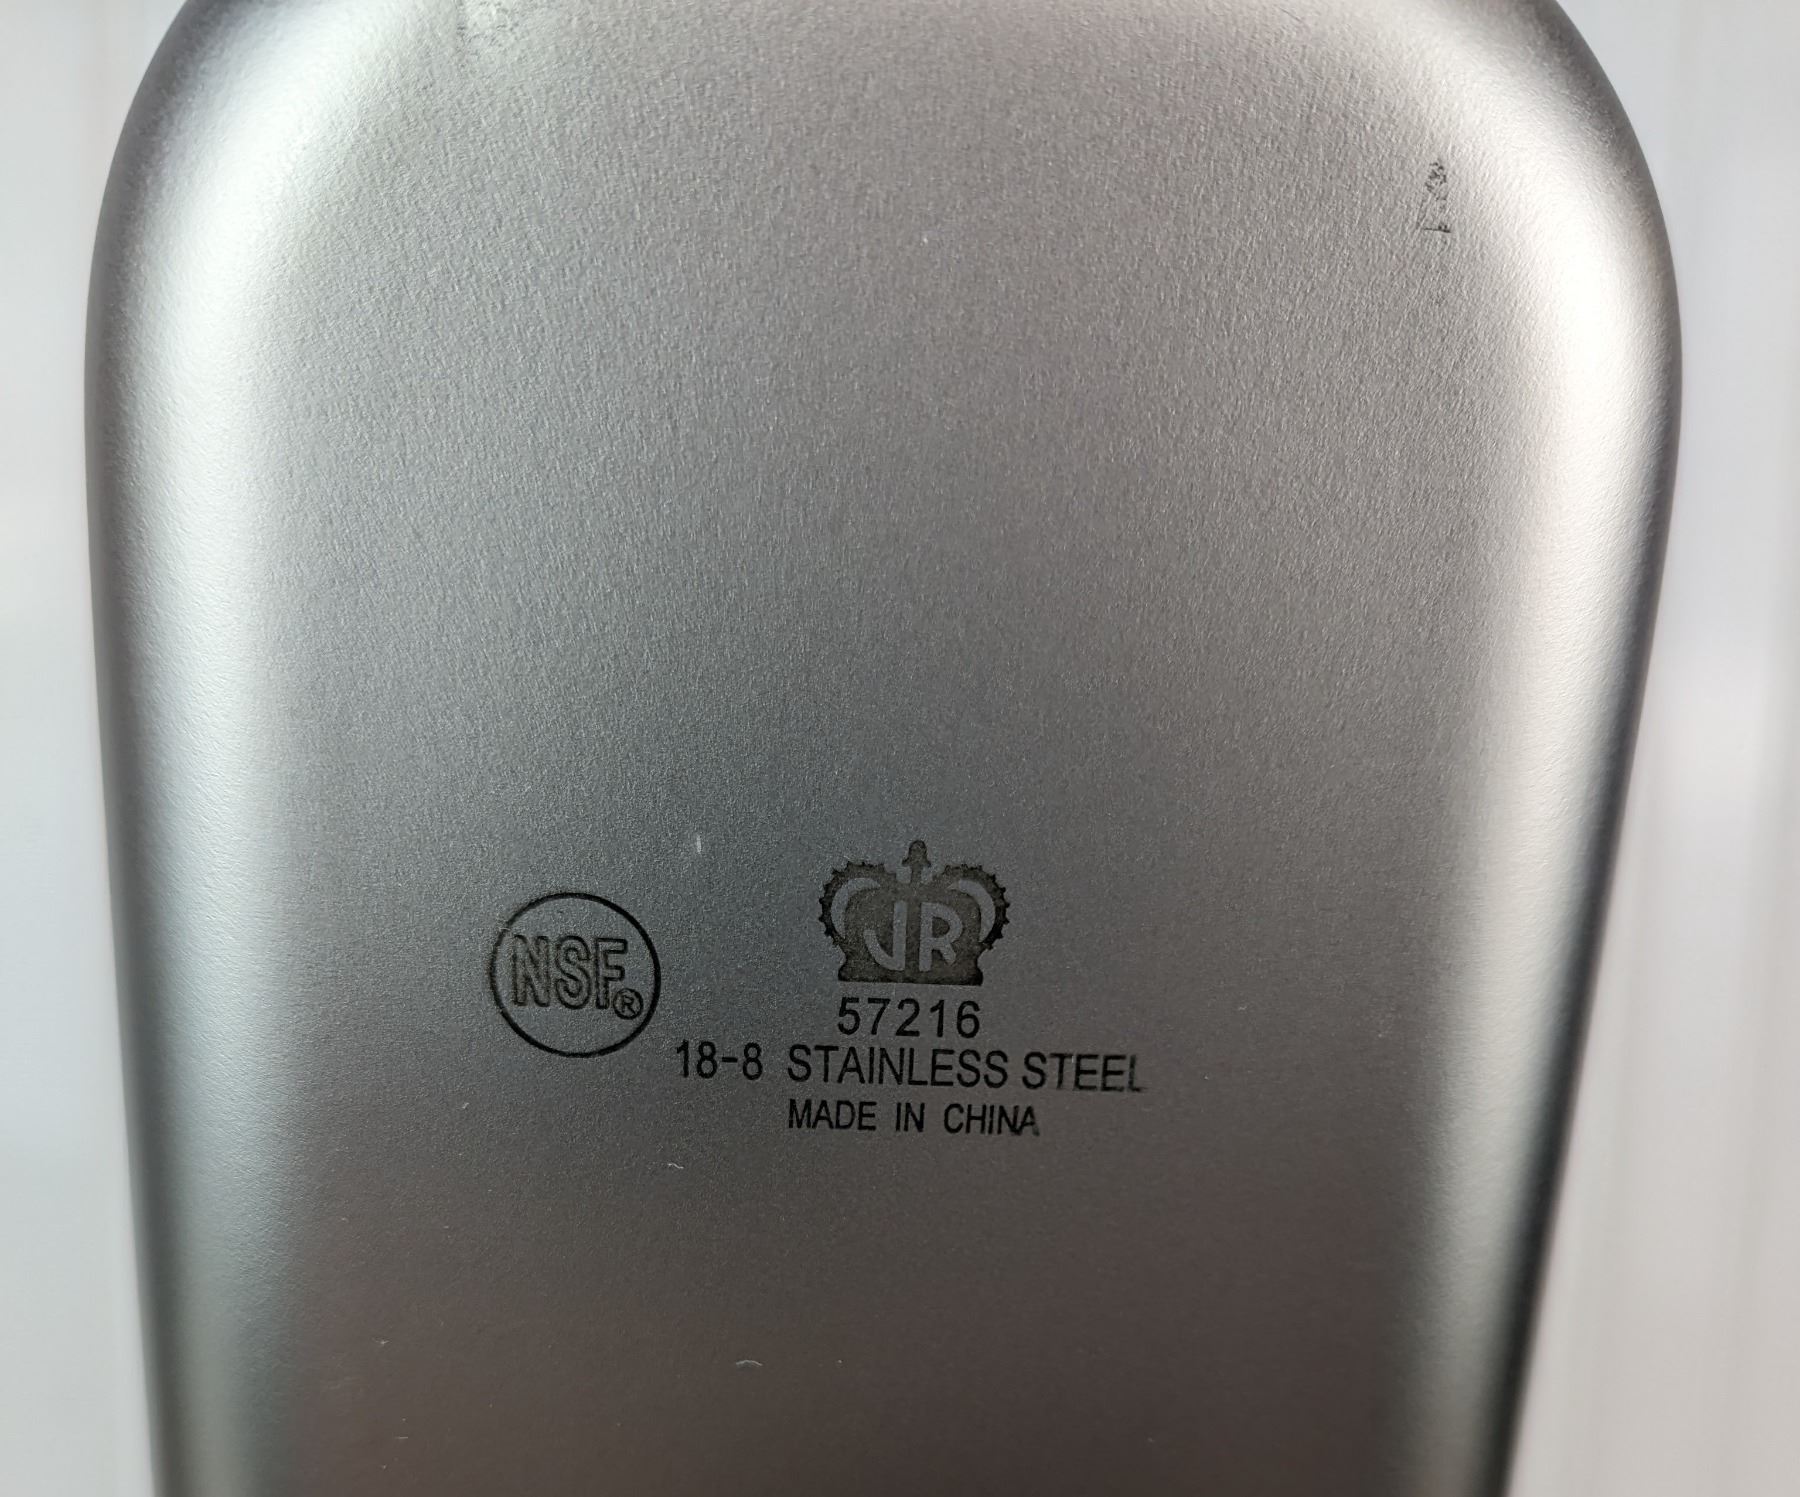 JR
NSF®
57216
18-8 STAINLESS STEEL
MADE IN CHINA